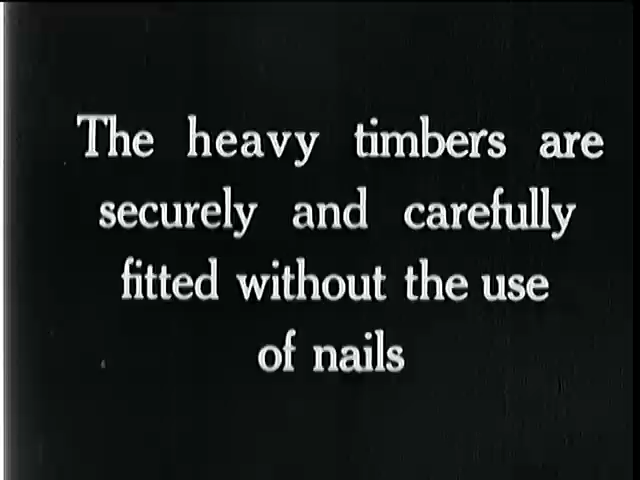 The heavy timbers are
securely and carefully
fitted without the use
of nails